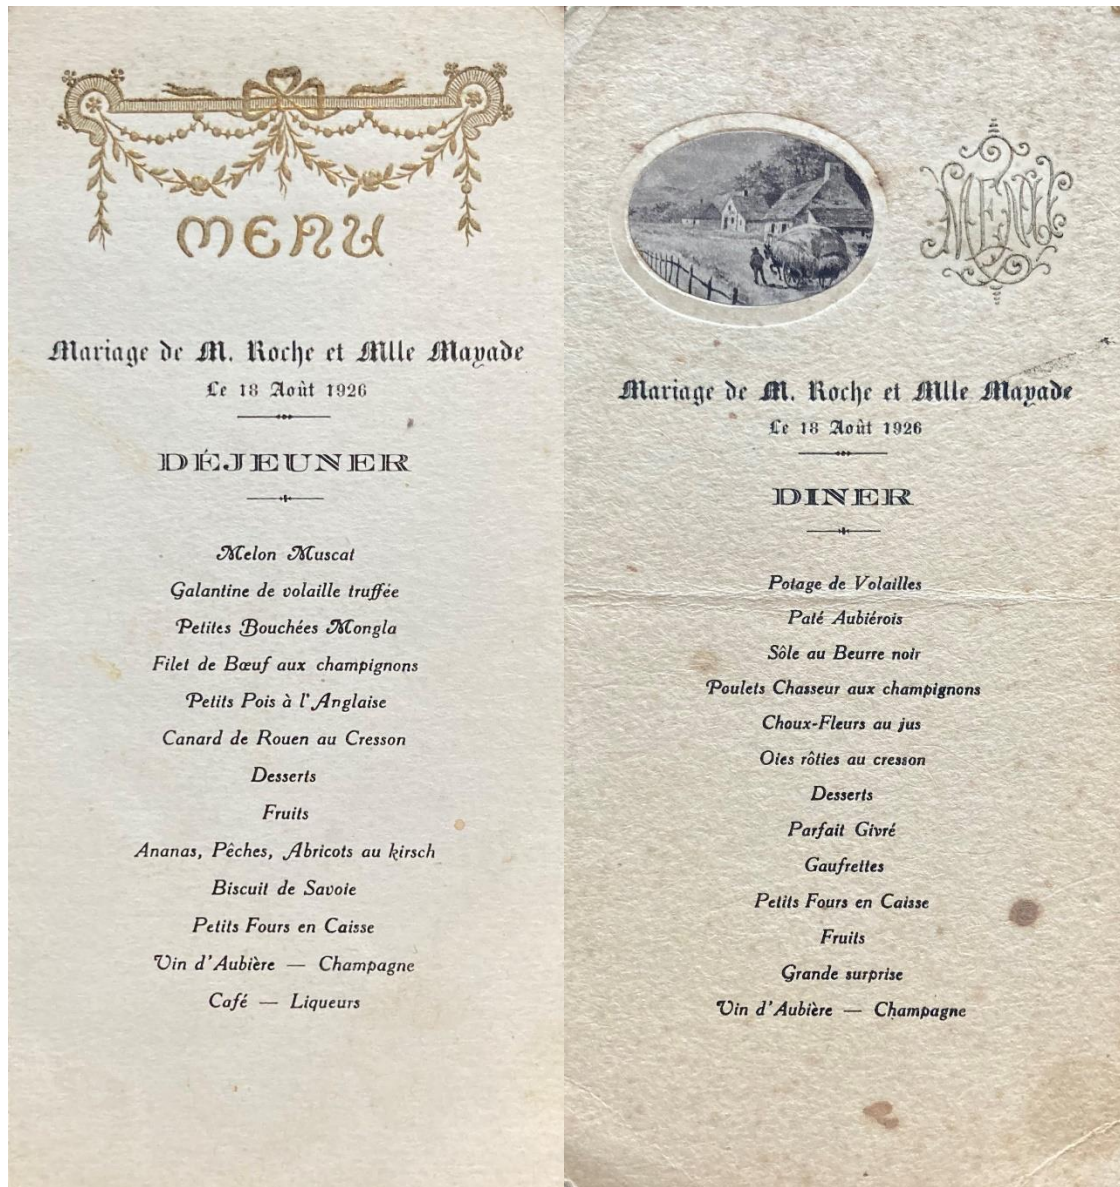 MENU
Mariage de M. Roche et Mlle Mayade
Le 18 Août 1926
DÉJEUNER
Melon Muscat
Galantine de volaille truffée
Petites Bouchées Mongla
Filet de Bœuf aux champignons
Petits Pois à l'Anglaise
Canard de Rouen au Cresson
Desserts
Fruits
Ananas, Pêches, Abricots au kirsch
Biscuit de Savoie
Petits Fours en Caisse
Vin d'Aubière — Champagne
Café — Liqueurs
MENU
Mariage de M. Roche et Mlle Mayade
Le 18 Août 1926
DINER
Potage de Volailles
Paté Aubiérois
Sôle au Beurre noir
Poulets Chasseur aux champignons
Choux-Fleurs au jus
Oies rôties au cresson
Desserts
Parfait Givré
Gaufrettes
Petits Fours en Caisse
Fruits
Grande surprise
Vin d'Aubière — Champagne